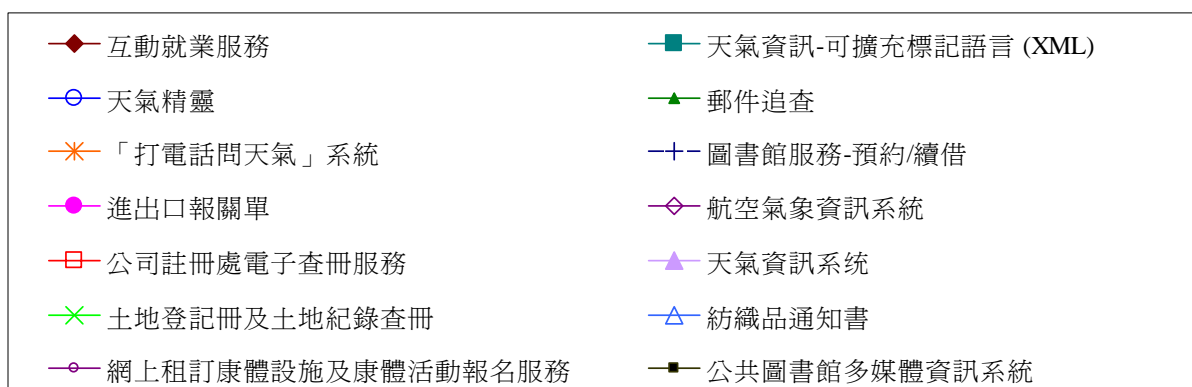 互動就業服務
天氣資訊-可擴充標記語言 (XML)
天氣精靈
郵件追查
「打電話問天氣」系統
圖書館服務-預約/續借
進出口報關單
航空氣象資訊系統
公司註冊處電子查冊服務
天氣資訊系统
土地登記冊及土地紀錄查冊
紡織品通知書
網上租訂康體設施及康體活動報名服務
公共圖書館多媒體資訊系統